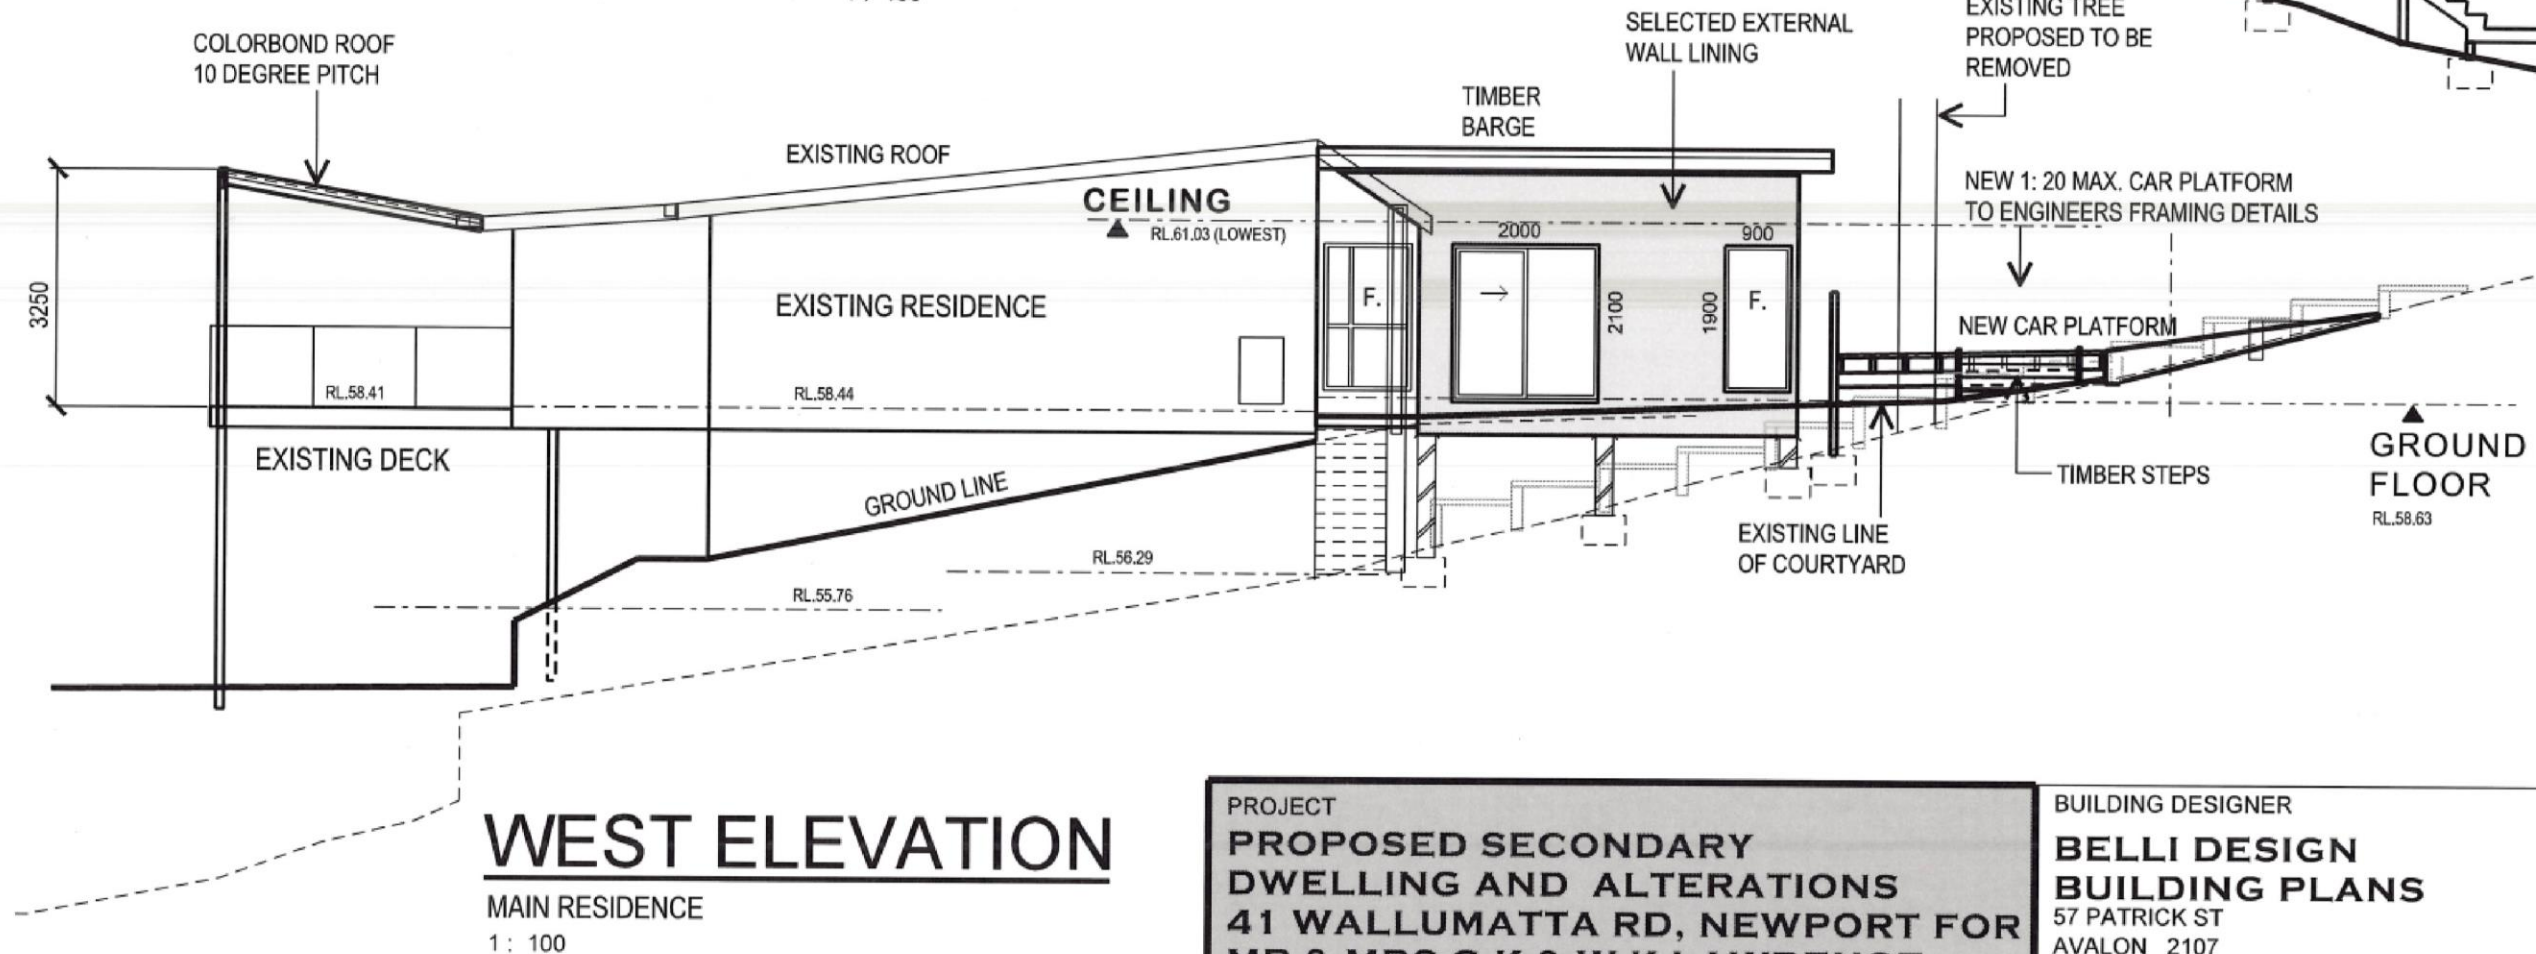 COLORBOND ROOF
10 DEGREE PITCH
SELECTED EXTERNAL
WALL LINING
EXISTING TREE
PROPOSED TO BE
REMOVED
TIMBER
BARGE
EXISTING ROOF
CEILING
RL.61.03 (LOWEST)
NEW 1: 20 MAX. CAR PLATFORM
TO ENGINEERS FRAMING DETAILS
2000
900
3250
EXISTING RESIDENCE
F.
2100
1900
F.
NEW CAR PLATFORM
RL.58.41
RL.58.44
EXISTING DECK
GROUND LINE
GROUND
FLOOR
RL.58.63
TIMBER STEPS
EXISTING LINE
OF COURTYARD
RL.56.29
RL.55.76
WEST ELEVATION
MAIN RESIDENCE
1 : 100
PROJECT
PROPOSED SECONDARY
DWELLING AND ALTERATIONS
41 WALLUMATTA RD, NEWPORT FOR
BUILDING DESIGNER
BELLI DESIGN
BUILDING PLANS
57 PATRICK ST
AVALON 2107